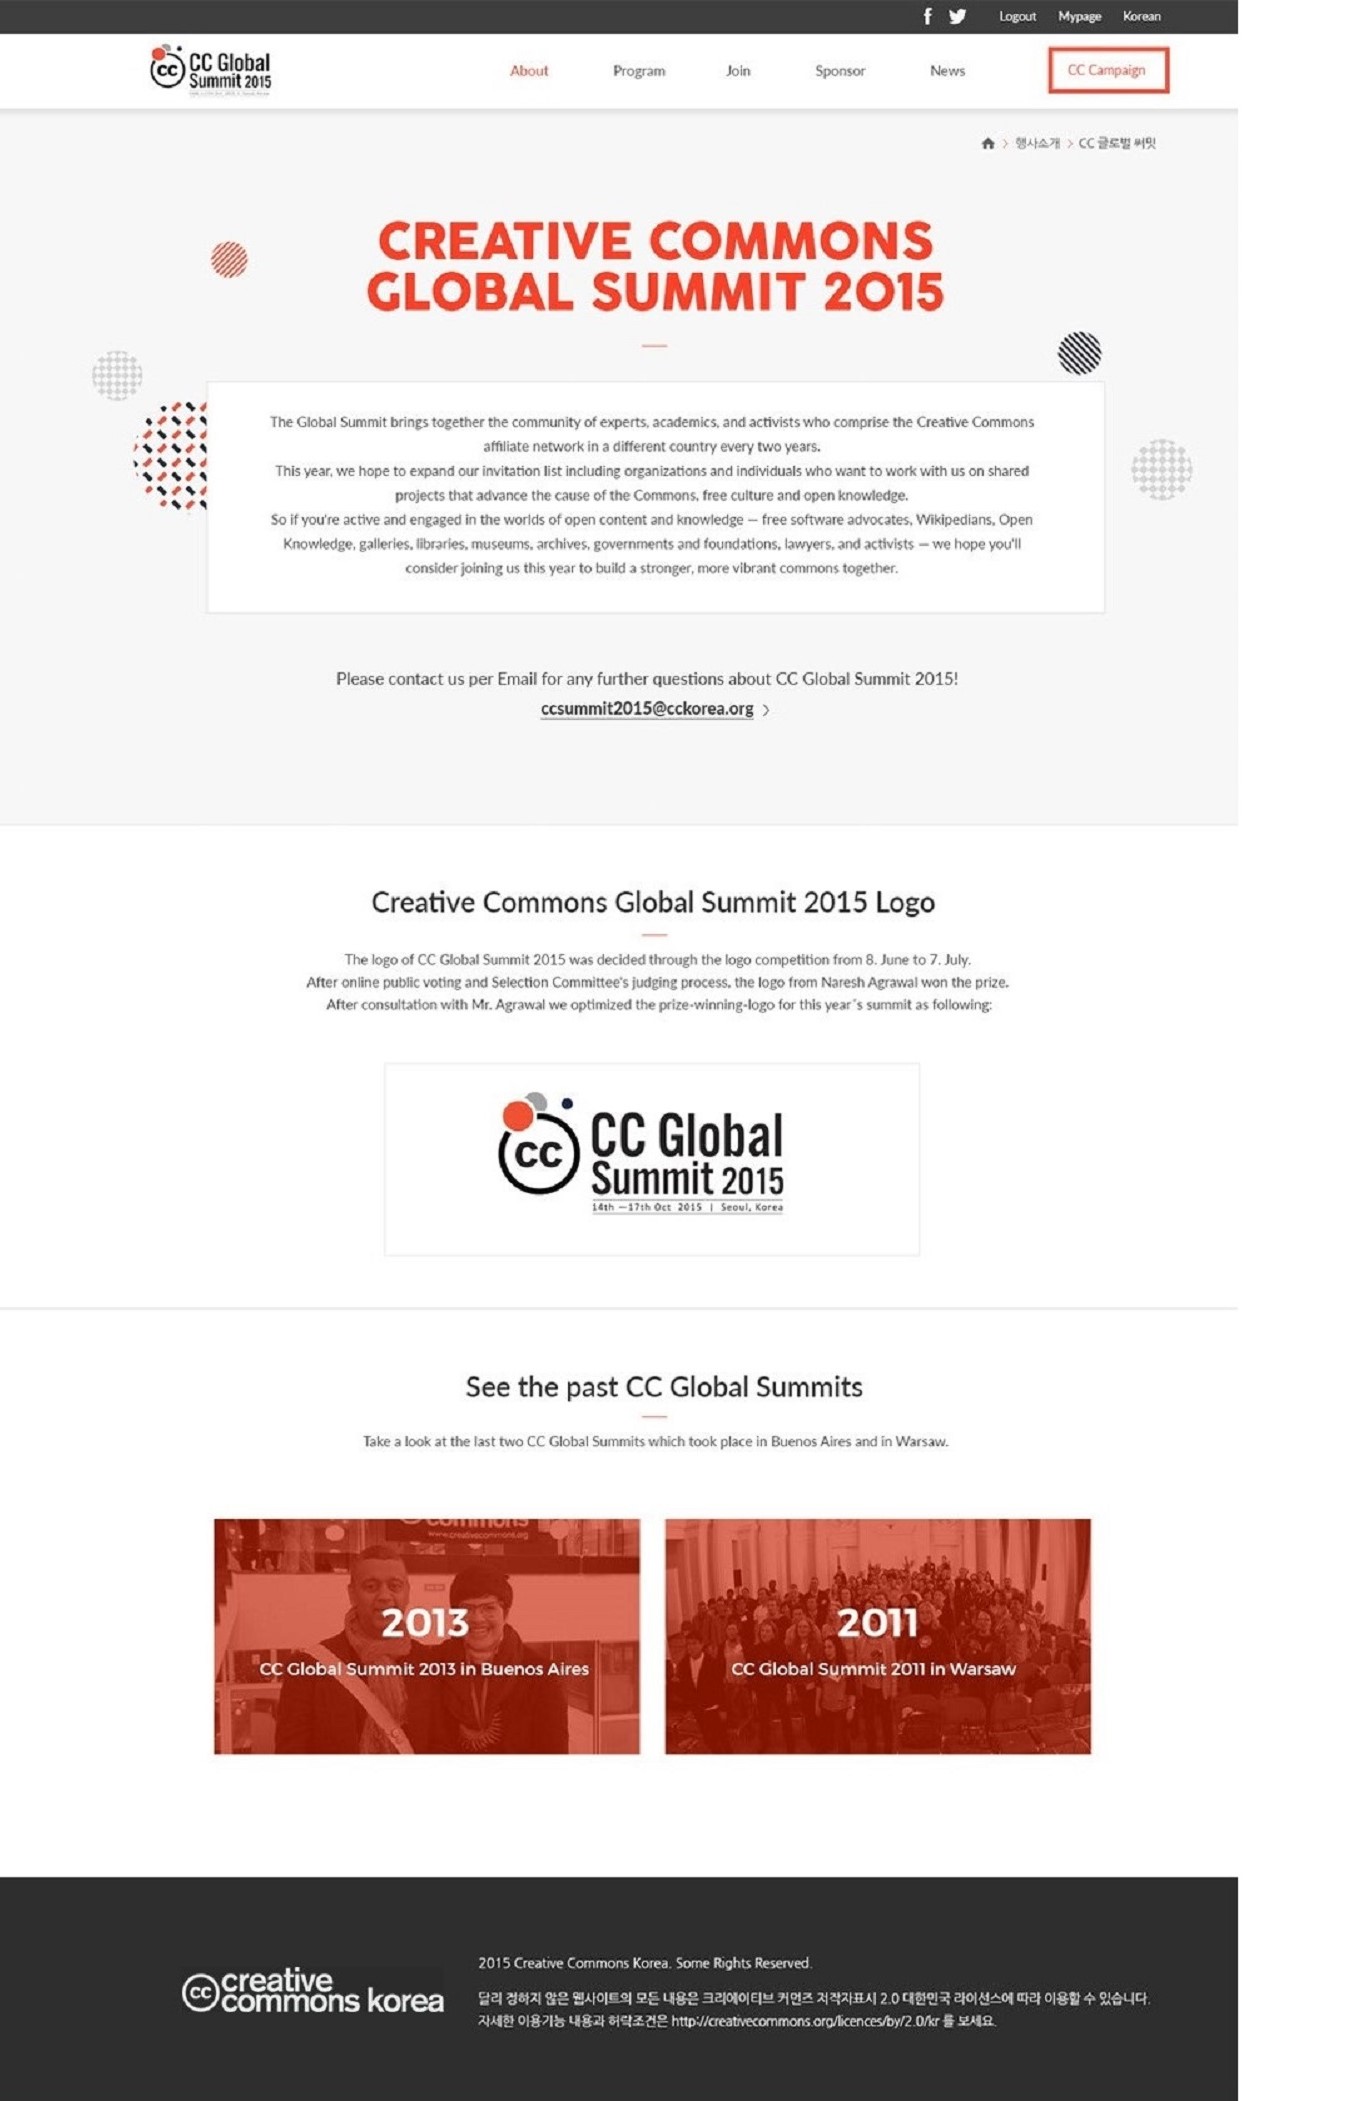 Logout Mypage Korean
CC Global
Summit 2015
About Program Join Sponsor News CC Campaign
행사소개 > CC 글로벌 써밋
CREATIVE COMMONS
GLOBAL SUMMIT 2015
The Global Summit brings together the community of experts, academics, and activists who comprise the Creative Commons
affiliate network in a different country every two years.
This year, we hope to expand our invitation list including organizations and individuals who want to work with us on shared
projects that advance the cause of the Commons, free culture and open knowledge.
So if you're active and engaged in the worlds of open content and knowledge — free software advocates, Wikipedians, Open
Knowledge, galleries, libraries, museums, archives, governments and foundations, lawyers, and activists — we hope you'll
consider joining us this year to build a stronger, more vibrant commons together.
Please contact us per Email for any further questions about CC Global Summit 2015!
ccsummit2015@cckorea.org >
Creative Commons Global Summit 2015 Logo
The logo of CC Global Summit 2015 was decided through the logo competition from 8. June to 7. July.
After online public voting and Selection Committee's judging process, the logo from Naresh Agrawal won the prize.
After consultation with Mr. Agrawal we optimized the prize-winning-logo for this year´s summit as following:
cc
CC Global
Summit 2015
14th —17th Oct 2015 | Seoul, Korea
See the past CC Global Summits
Take a look at the last two CC Global Summits which took place in Buenos Aires and in Warsaw.
commons
www.creativecommons.org
2013
CC Global Summit 2013 in Buenos Aires
2011
CC Global Summit 2011 in Warsaw
cc creative
commons korea
2015 Creative Commons Korea. Some Rights Reserved.
달리 정하지 않은 웹사이트의 모든 내용은 크리에이티브 커먼즈 저작자표시 2.0 대한민국 라이선스에 따라 이용할 수 있습니다.
자세한 이용기능 내용과 허락조건은 http://creativecommons.org/licences/by/2.0/kr 를 보세요.